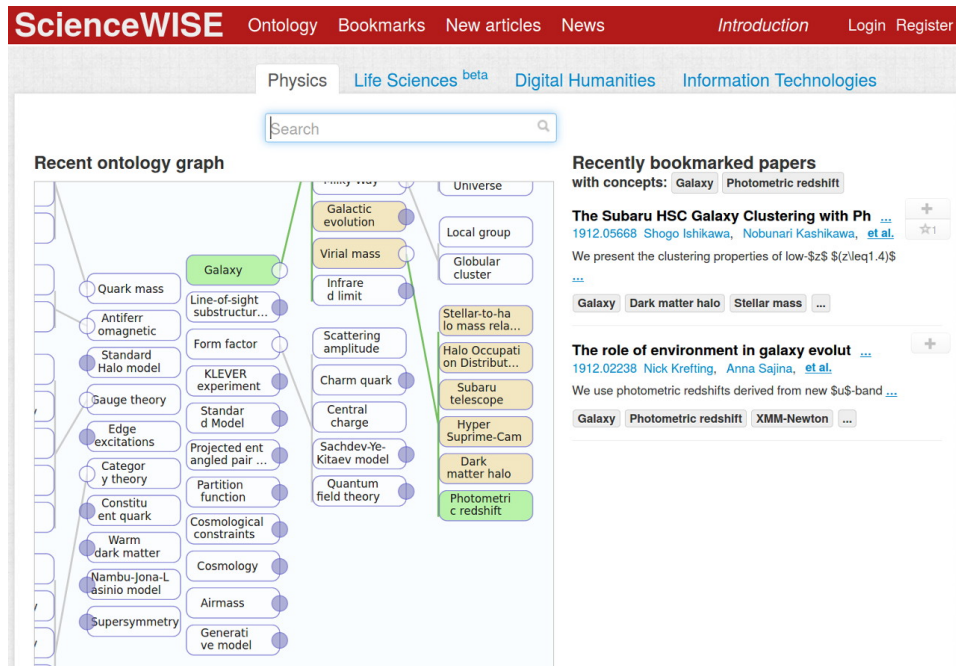 ScienceWISE Ontology Bookmarks New articles News Introduction Login Register
Physics Life Sciences beta Digital Humanities Information Technologies
Search
Recent ontology graph
Quark mass
Antiferr
omagnetic
Standard
Halo model
Gauge theory
Edge
excitations
Categor
y theory
Constitu
ent quark
Warm
dark matter
Nambu-Jona-L
asinio model
Supersymmetry
Galaxy
Line-of-sight
substructur...
Form factor
KLEVER
experiment
Standar
d Model
Projected ent
angled pair ...
Partition
function
Cosmological
constraints
Cosmology
Airmass
Generati
ve model
Milky Way
Galactic
evolution
Virial mass
Infrare
d limit
Scattering
amplitude
Charm quark
Central
charge
Sachdev-Ye-
Kitaev model
Quantum
field theory
Universe
Local group
Globular
cluster
Stellar-to-ha
lo mass rela...
Halo Occupati
on Distribut...
Subaru
telescope
Hyper
Suprime-Cam
Dark
matter halo
Photometri
c redshift
Recently bookmarked papers
with concepts: Galaxy Photometric redshift
The Subaru HSC Galaxy Clustering with Ph ...
1912.05668 Shogo Ishikawa, Nobunari Kashikawa, et al.
1
We present the clustering properties of low-$z$ $(z\leq1.4)$
...
Galaxy Dark matter halo Stellar mass ...
The role of environment in galaxy evolut ...
1912.02238 Nick Krefting, Anna Sajina, et al.
We use photometric redshifts derived from new $u$-band ...
Galaxy Photometric redshift XMM-Newton ...